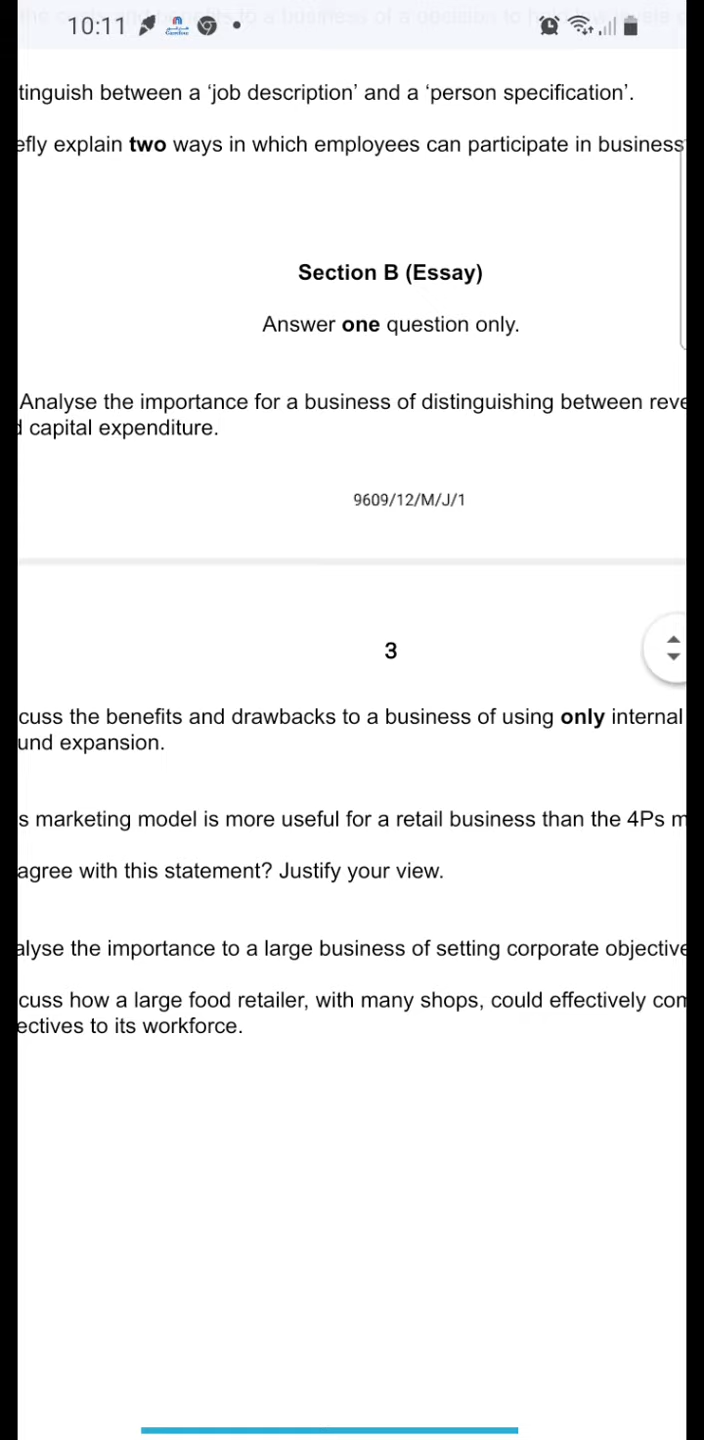 10:11
tinguish between a ‘job description’ and a ‘person specification’.
efly explain two ways in which employees can participate in business
Section B (Essay)
Answer one question only.
Analyse the importance for a business of distinguishing between reve
d capital expenditure.
9609/12/M/J/1
3
cuss the benefits and drawbacks to a business of using only internal
und expansion.
s marketing model is more useful for a retail business than the 4Ps m
agree with this statement? Justify your view.
alyse the importance to a large business of setting corporate objective
cuss how a large food retailer, with many shops, could effectively com
ectives to its workforce.